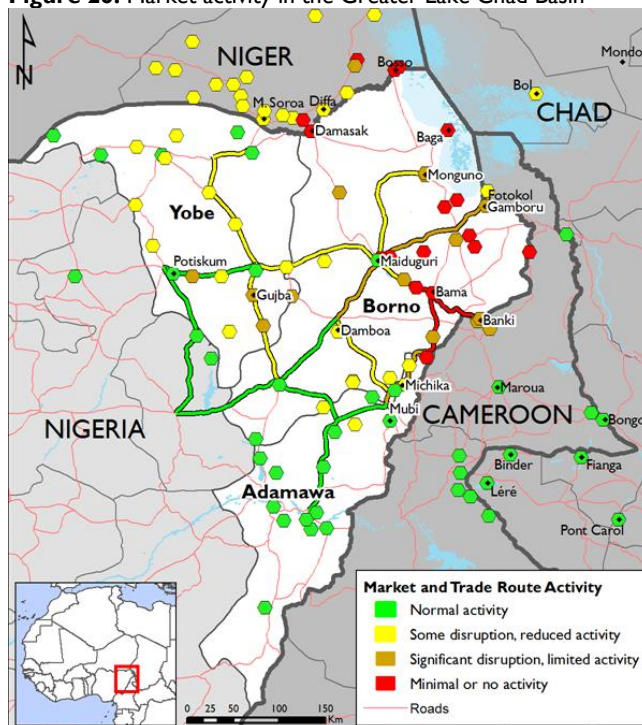 Figure 20. Market activity in the Greater Lake Chad Basin
NIGER
Mondo
Bosso
Bol
M. Soroa
Diffa
CHAD
N
Damasak
Baga
Monguno
Fotokol
Gamboru
Yobe
Potiskum
Maiduguri
Gujba
Borno
Bama
Damboa
Banki
Michika
Maroua
Mubi
CAMEROON
Bongo
NIGERIA
Binder
Fianga
Adamawa
Léré
Pont Carol
Market and Trade Route Activity
Normal activity
Some disruption, reduced activity
Significant disruption, limited activity
Minimal or no activity
Roads
0 25 50 100 150
Km